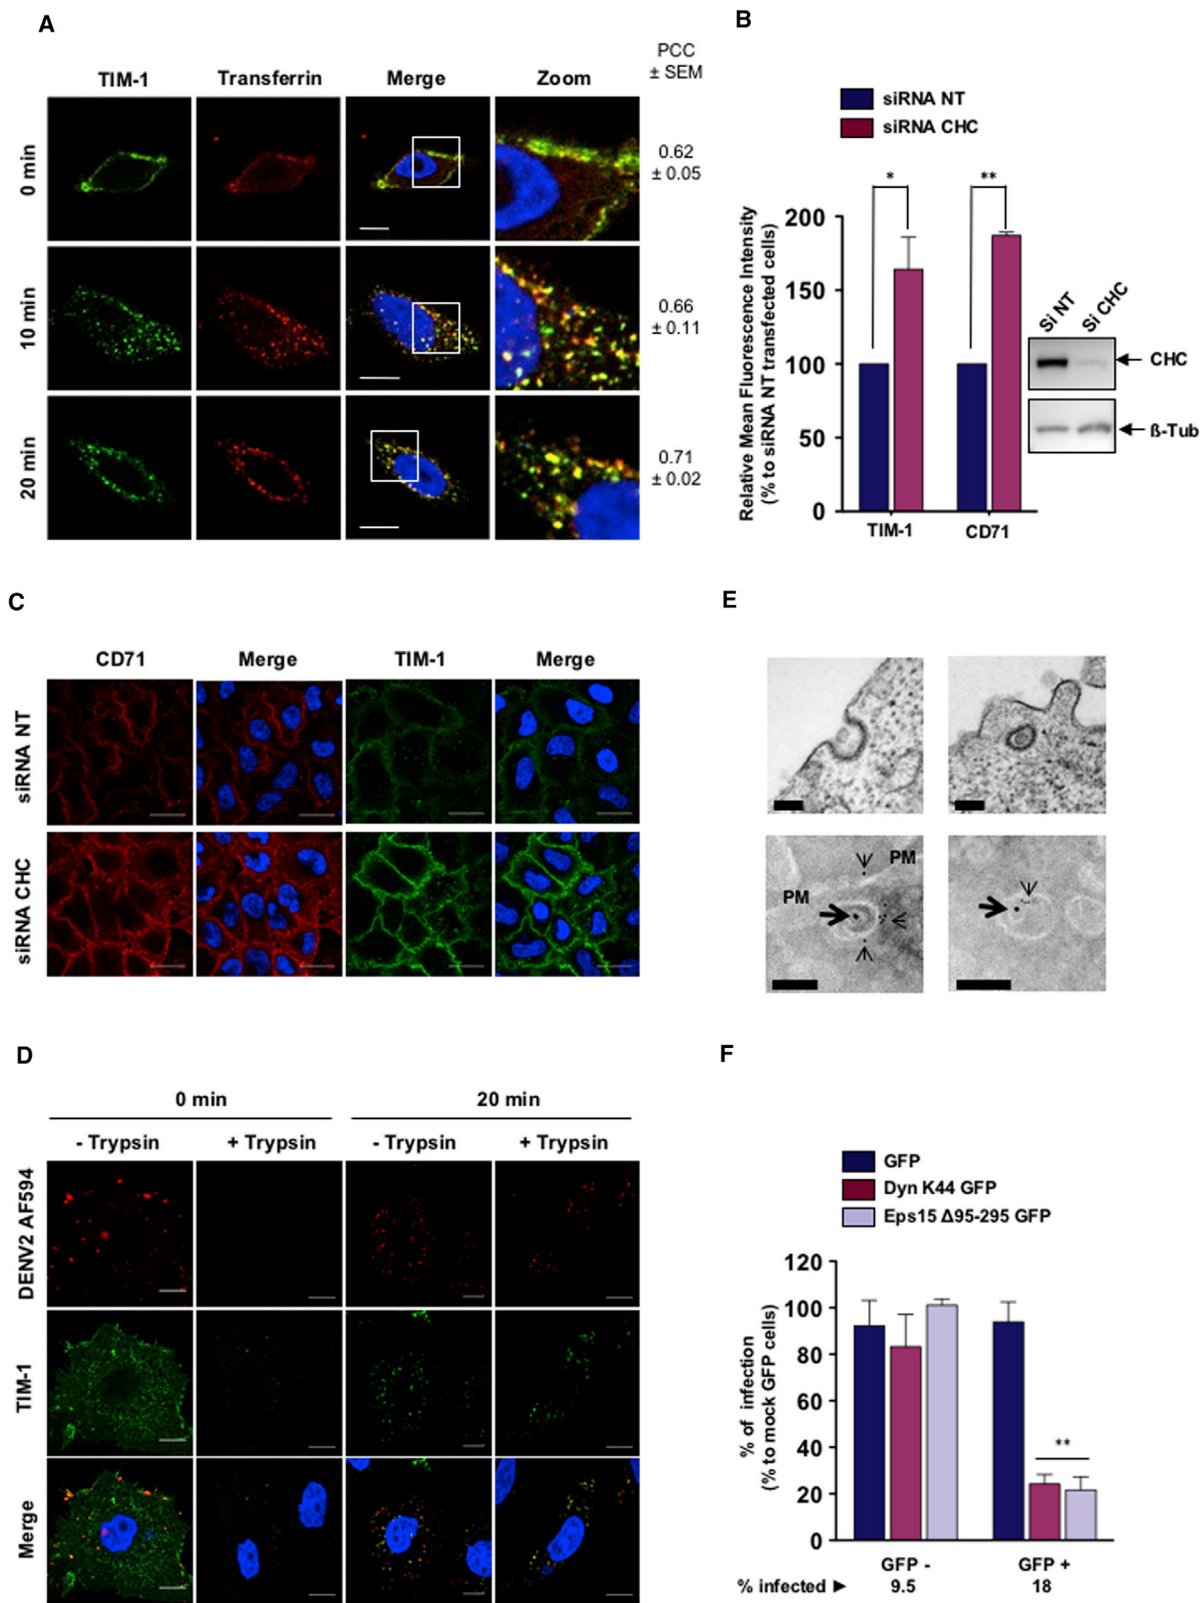 A
TIM-1 Transferrin Merge Zoom
PCC
± SEM
0 min
0.62
± 0.05
10 min
0.66
± 0.11
20 min
0.71
± 0.02
B
siRNA NT
siRNA CHC
Relative Mean Fluorescence Intensity
(% to siRNA NT transfected cells)
200
150
100
50
0
* **
TIM-1 CD71
Si NT Si CHC
CHC
ß-Tub
C
CD71 Merge TIM-1 Merge
siRNA NT
siRNA CHC
E
PM
PM
D
0 min 20 min
- Trypsin + Trypsin - Trypsin + Trypsin
DENV2 AF594
TIM-1
Merge
F
GFP
Dyn K44 GFP
Eps15 Δ95-295 GFP
% of infection
(% to mock GFP cells)
120
100
80
60
40
20
0
**
GFP - GFP +
% infected ► 9.5 18